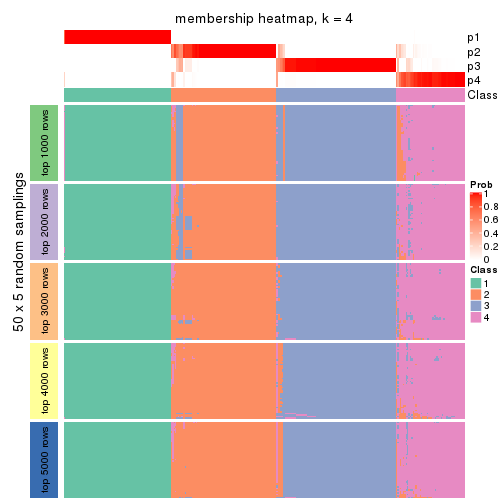 membership heatmap, k = 4
p1
p2
p3
p4
Class
50 x 5 random samplings
top 1000 rows
top 2000 rows
top 3000 rows
top 4000 rows
top 5000 rows
Prob
1
0.8
0.6
0.4
0.2
0
Class
1
2
3
4